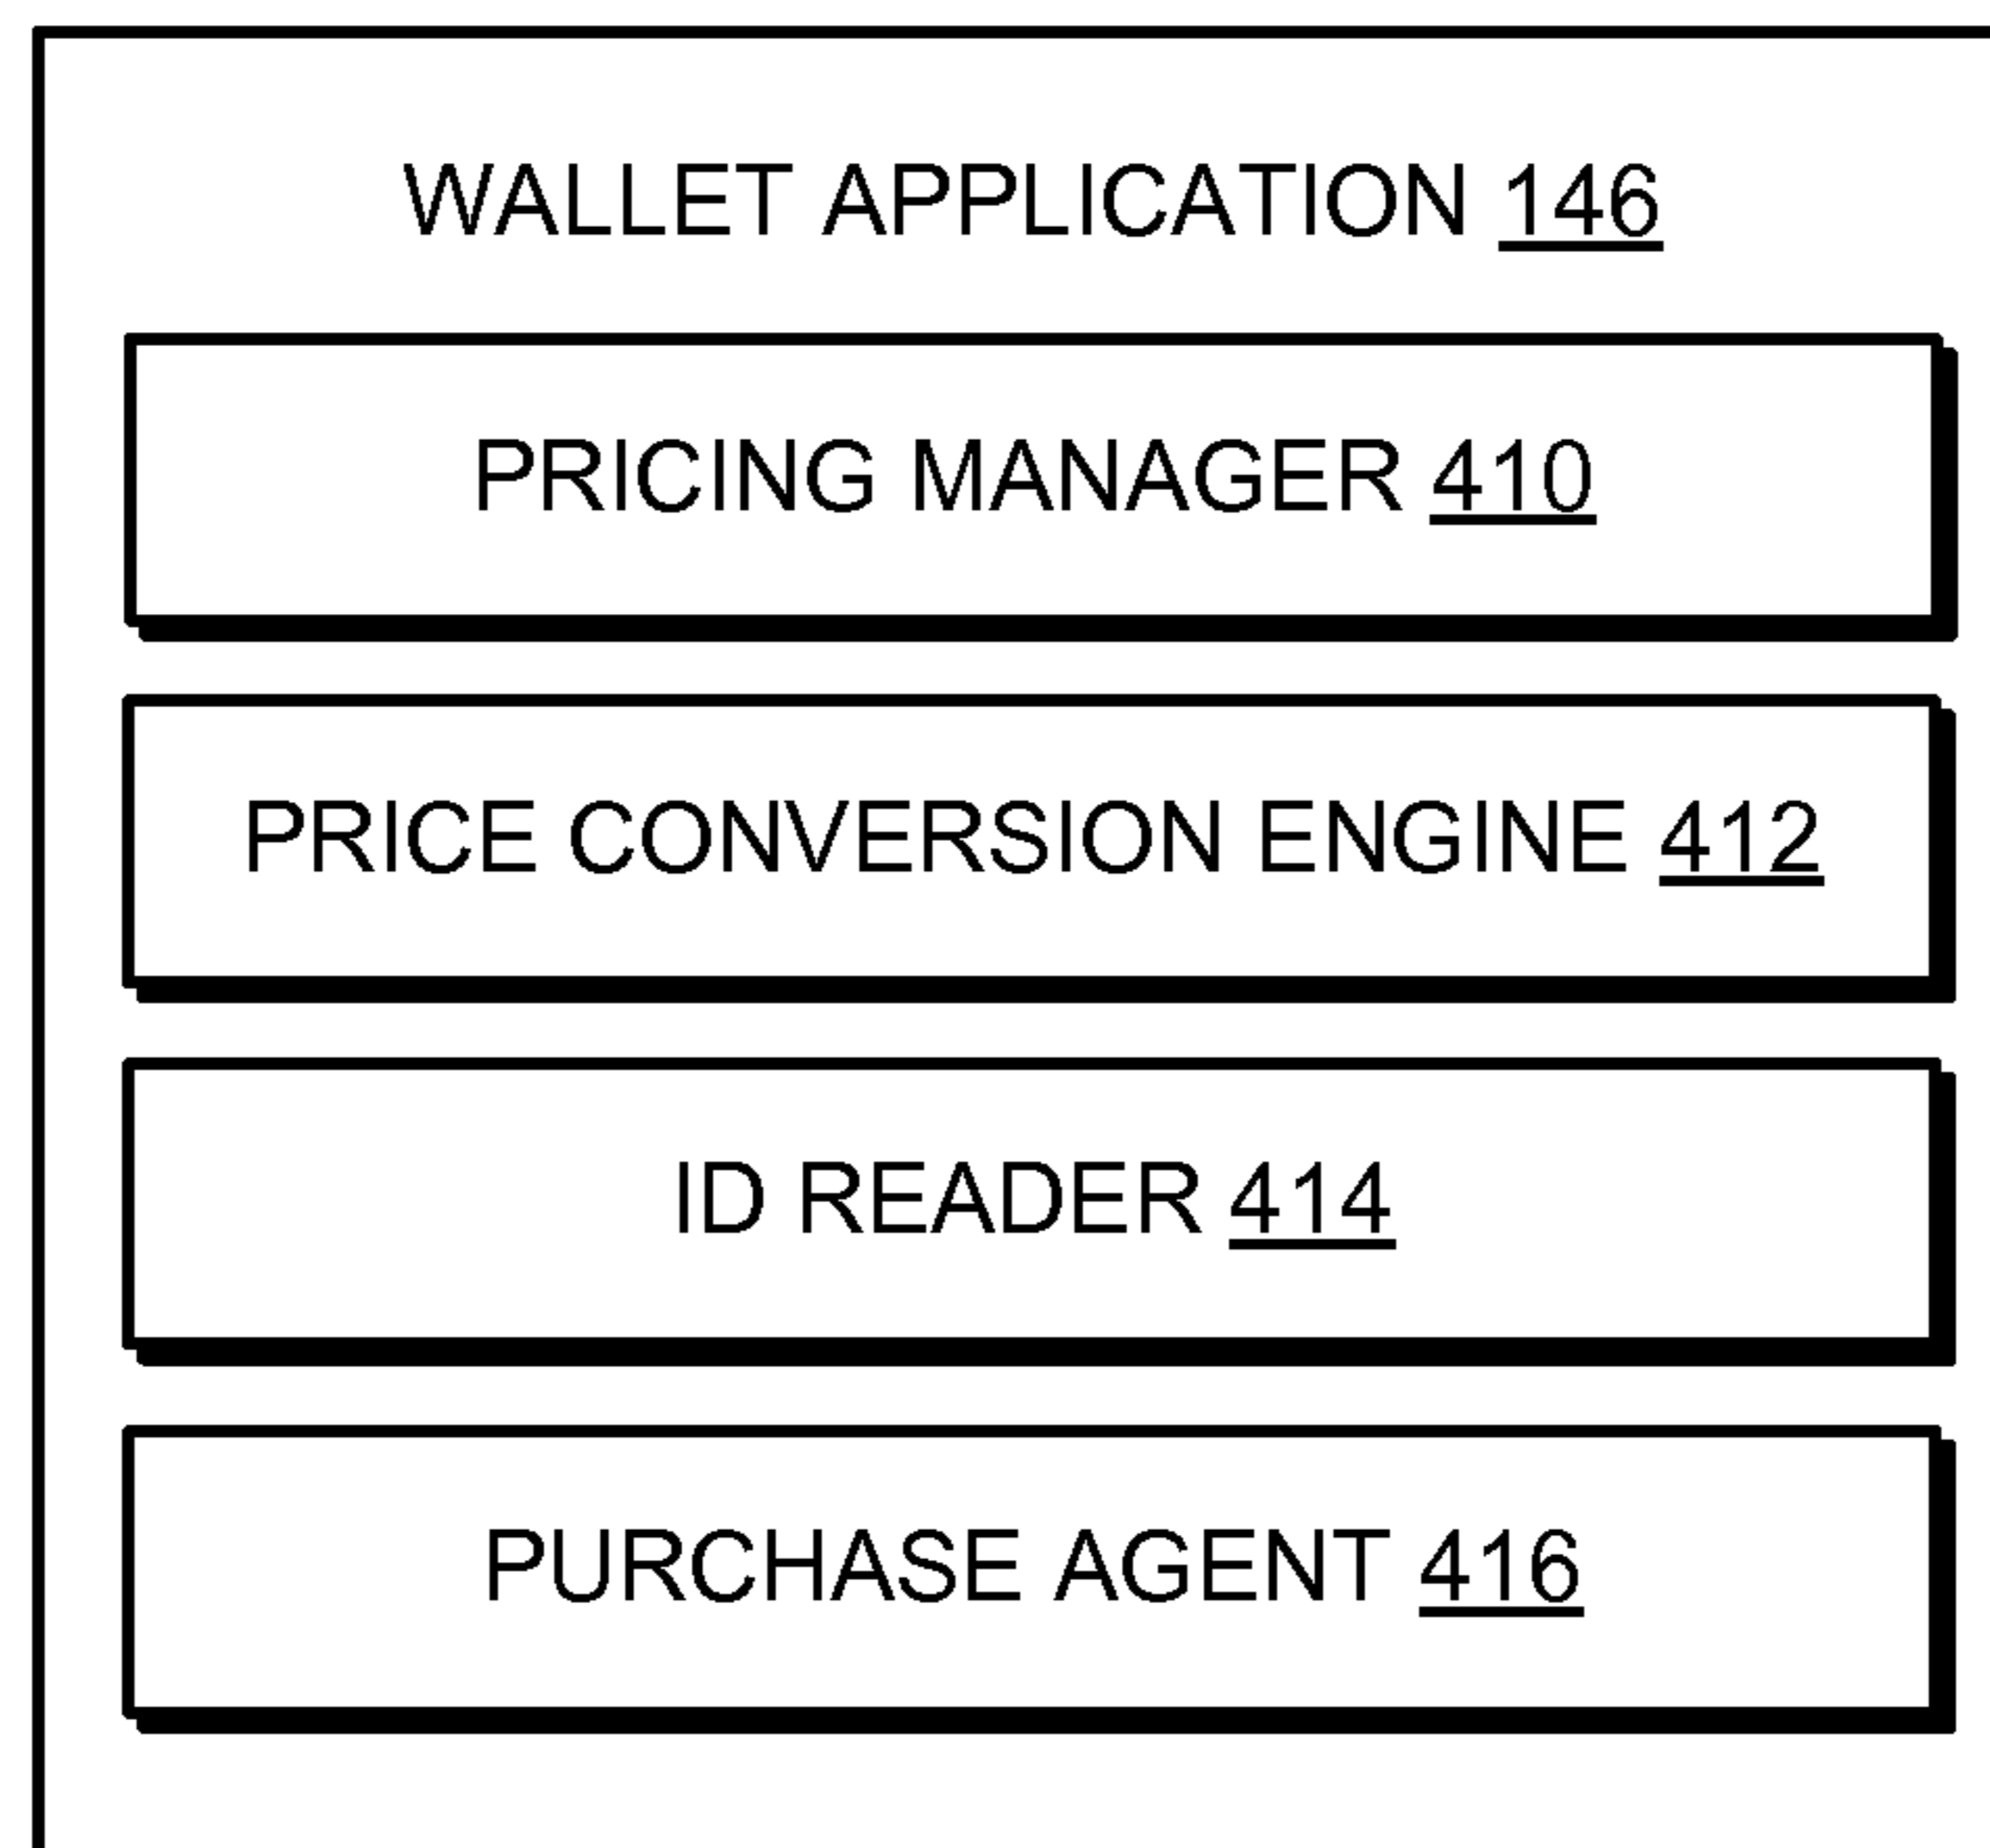 WALLET APPLICATION 146
PRICING MANAGER 410
PRICE CONVERSION ENGINE 412
ID READER 414
PURCHASE AGENT 416